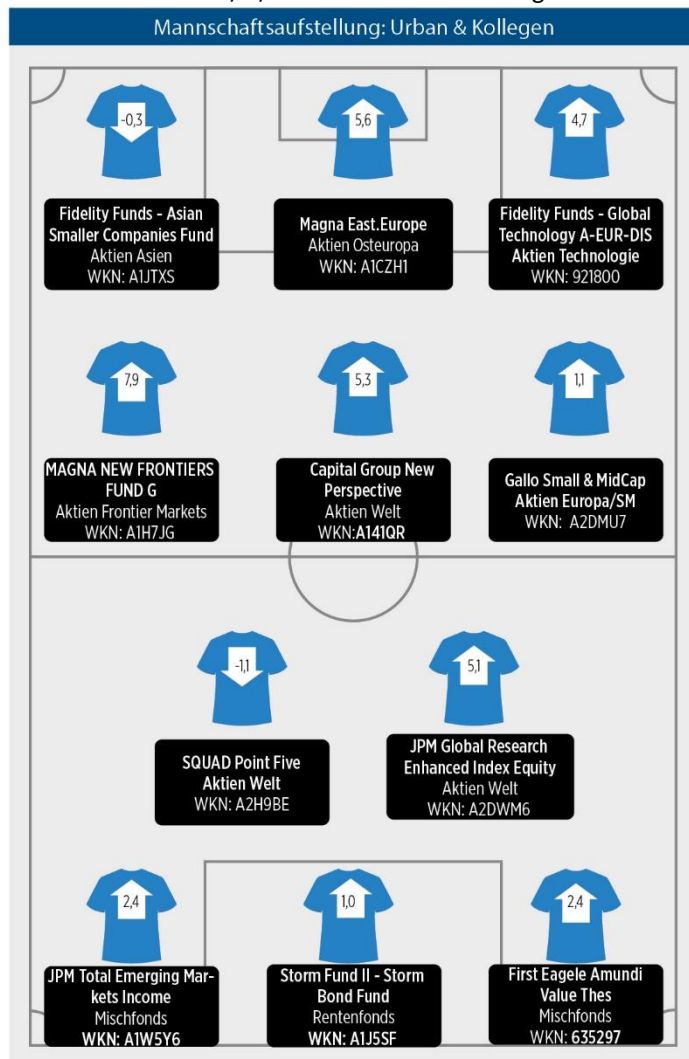 Mannschaftsaufstellung: Urban & Kollegen
-0,3
5,6
4,7
Fidelity Funds - Asian
Smaller Companies Fund
Aktien Asien
WKN: A1JTXS
Magna East.Europe
Aktien Osteuropa
WKN: A1CZH1
Fidelity Funds - Global
Technology A-EUR-DIS
Aktien Technologie
WKN: 921800
7,9
5,3
1,1
MAGNA NEW FRONTIERS
FUND G
Aktien Frontier Markets
WKN: A1H7JG
Capital Group New
Perspective
Aktien Welt
WKN:A141QR
Gallo Small & MidCap
Aktien Europa/SM
WKN: A2DMU7
-1,1
5,1
SQUAD Point Five
Aktien Welt
WKN: A2H9BE
JPM Global Research
Enhanced Index Equity
Aktien Welt
WKN: A2DWM6
2,4
1,0
2,4
JPM Total Emerging Mar-
kets Income
Mischfonds
WKN: A1W5Y6
Storm Fund II - Storm
Bond Fund
Rentenfonds
WKN: A1J5SF
First Eagele Amundi
Value Thes
Mischfonds
WKN: 635297